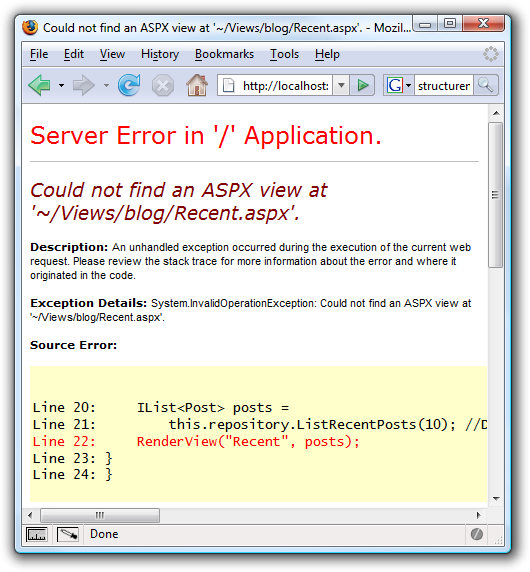 Could not find an ASPX view at '~/Views/blog/Recent.aspx'. - Mozil...
File Edit View History Bookmarks Tools Help
http://localhost: G structurer
Server Error in '/' Application.
Could not find an ASPX view at
'~/Views/blog/Recent.aspx'.
Description: An unhandled exception occurred during the execution of the current web
request. Please review the stack trace for more information about the error and where it
originated in the code.
Exception Details: System.InvalidOperationException: Could not find an ASPX view at
'~/Views/blog/Recent.aspx'.
Source Error:
Line 20:     IList<Post> posts =
Line 21:         this.repository.ListRecentPosts(10); //D
Line 22:     RenderView("Recent", posts);
Line 23: }
Line 24: }
Done